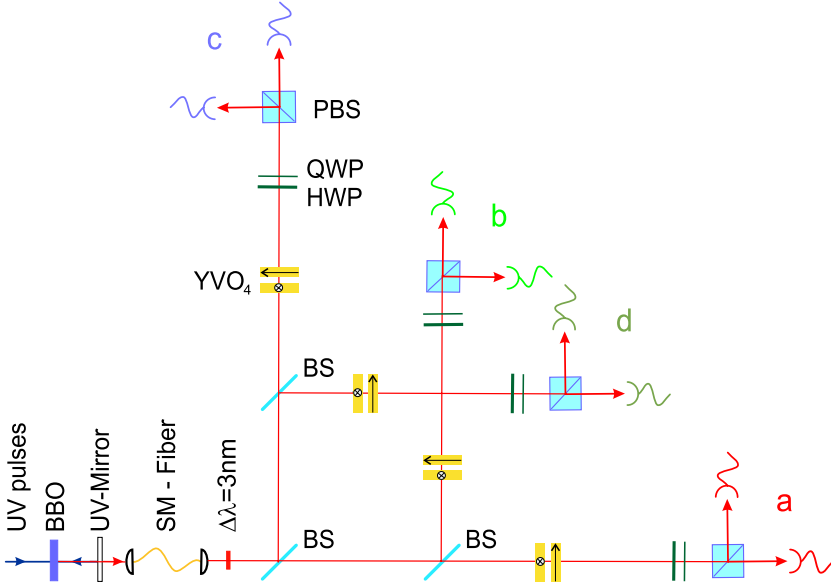 c
PBS
QWP
HWP
b
YVO4
d
BS
UV pulses
BBO
UV-Mirror
SM - Fiber
Δλ=3nm
BS
BS
a